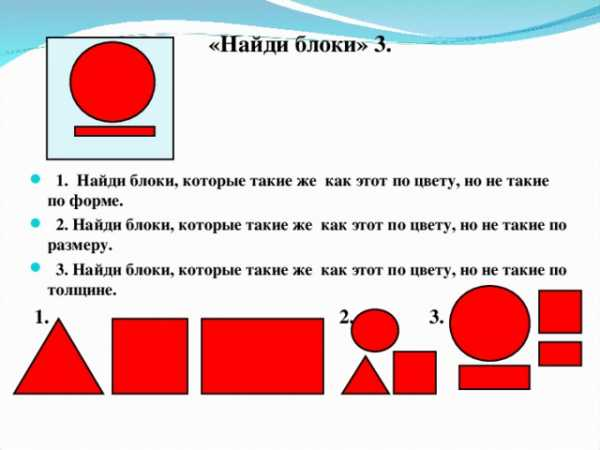 «Найди блоки» 3.
1. Найди блоки, которые такие же как этот по цвету, но не такие
по форме.
2. Найди блоки, которые такие же как этот по цвету, но не такие по
размеру.
3. Найди блоки, которые такие же как этот по цвету, но не такие по
толщине.
1. 2. 3.